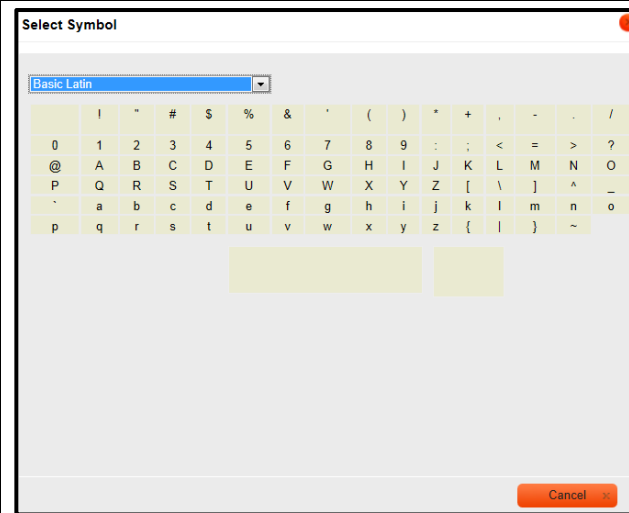 Select Symbol
Basic Latin
! " # $ % & ' ( ) * + , - . /
0 1 2 3 4 5 6 7 8 9 : ; < = > ?
@ A B C D E F G H I J K L M N O
P Q R S T U V W X Y Z [ \ ] ^ _
` a b c d e f g h i j k l m n o
p q r s t u v w x y z { | } ~
Cancel